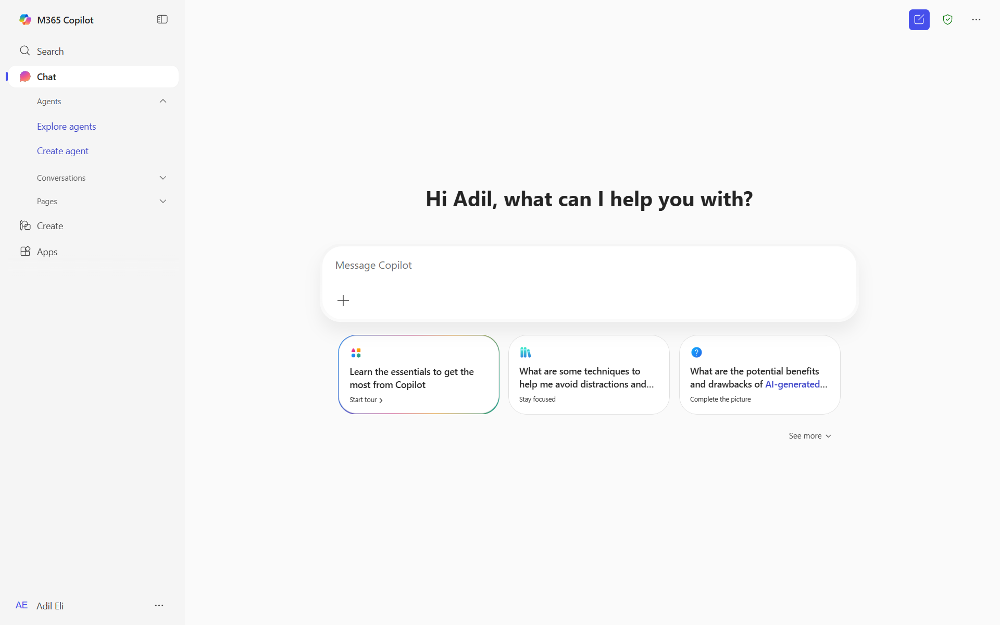 M365 Copilot
Search
Chat
Agents
Explore agents
Create agent
Conversations
Pages
Create
Apps
AE Adil Eli
Hi Adil, what can I help you with?
Message Copilot
Learn the essentials to get the
most from Copilot
Start tour
What are some techniques to
help me avoid distractions and...
Stay focused
What are the potential benefits
and drawbacks of AI-generated...
Complete the picture
See more